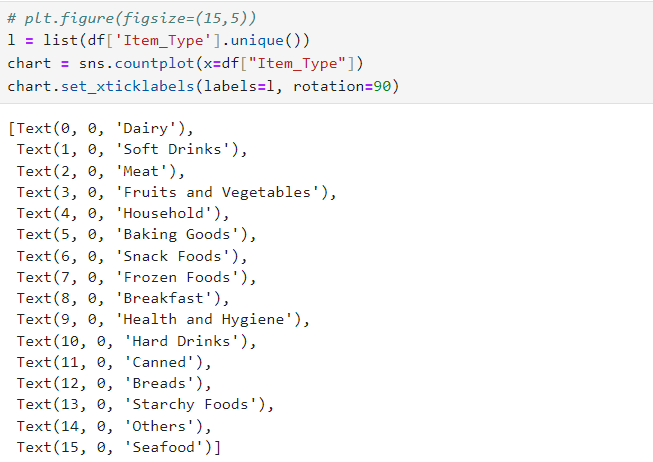 # plt.figure(figsize=(15,5))
l = list(df['Item_Type'].unique())
chart = sns.countplot(x=df["Item_Type"])
chart.set_xticklabels(labels=l, rotation=90)
[Text(0, 0, 'Dairy'),
 Text(1, 0, 'Soft Drinks'),
 Text(2, 0, 'Meat'),
 Text(3, 0, 'Fruits and Vegetables'),
 Text(4, 0, 'Household'),
 Text(5, 0, 'Baking Goods'),
 Text(6, 0, 'Snack Foods'),
 Text(7, 0, 'Frozen Foods'),
 Text(8, 0, 'Breakfast'),
 Text(9, 0, 'Health and Hygiene'),
 Text(10, 0, 'Hard Drinks'),
 Text(11, 0, 'Canned'),
 Text(12, 0, 'Breads'),
 Text(13, 0, 'Starchy Foods'),
 Text(14, 0, 'Others'),
 Text(15, 0, 'Seafood')]